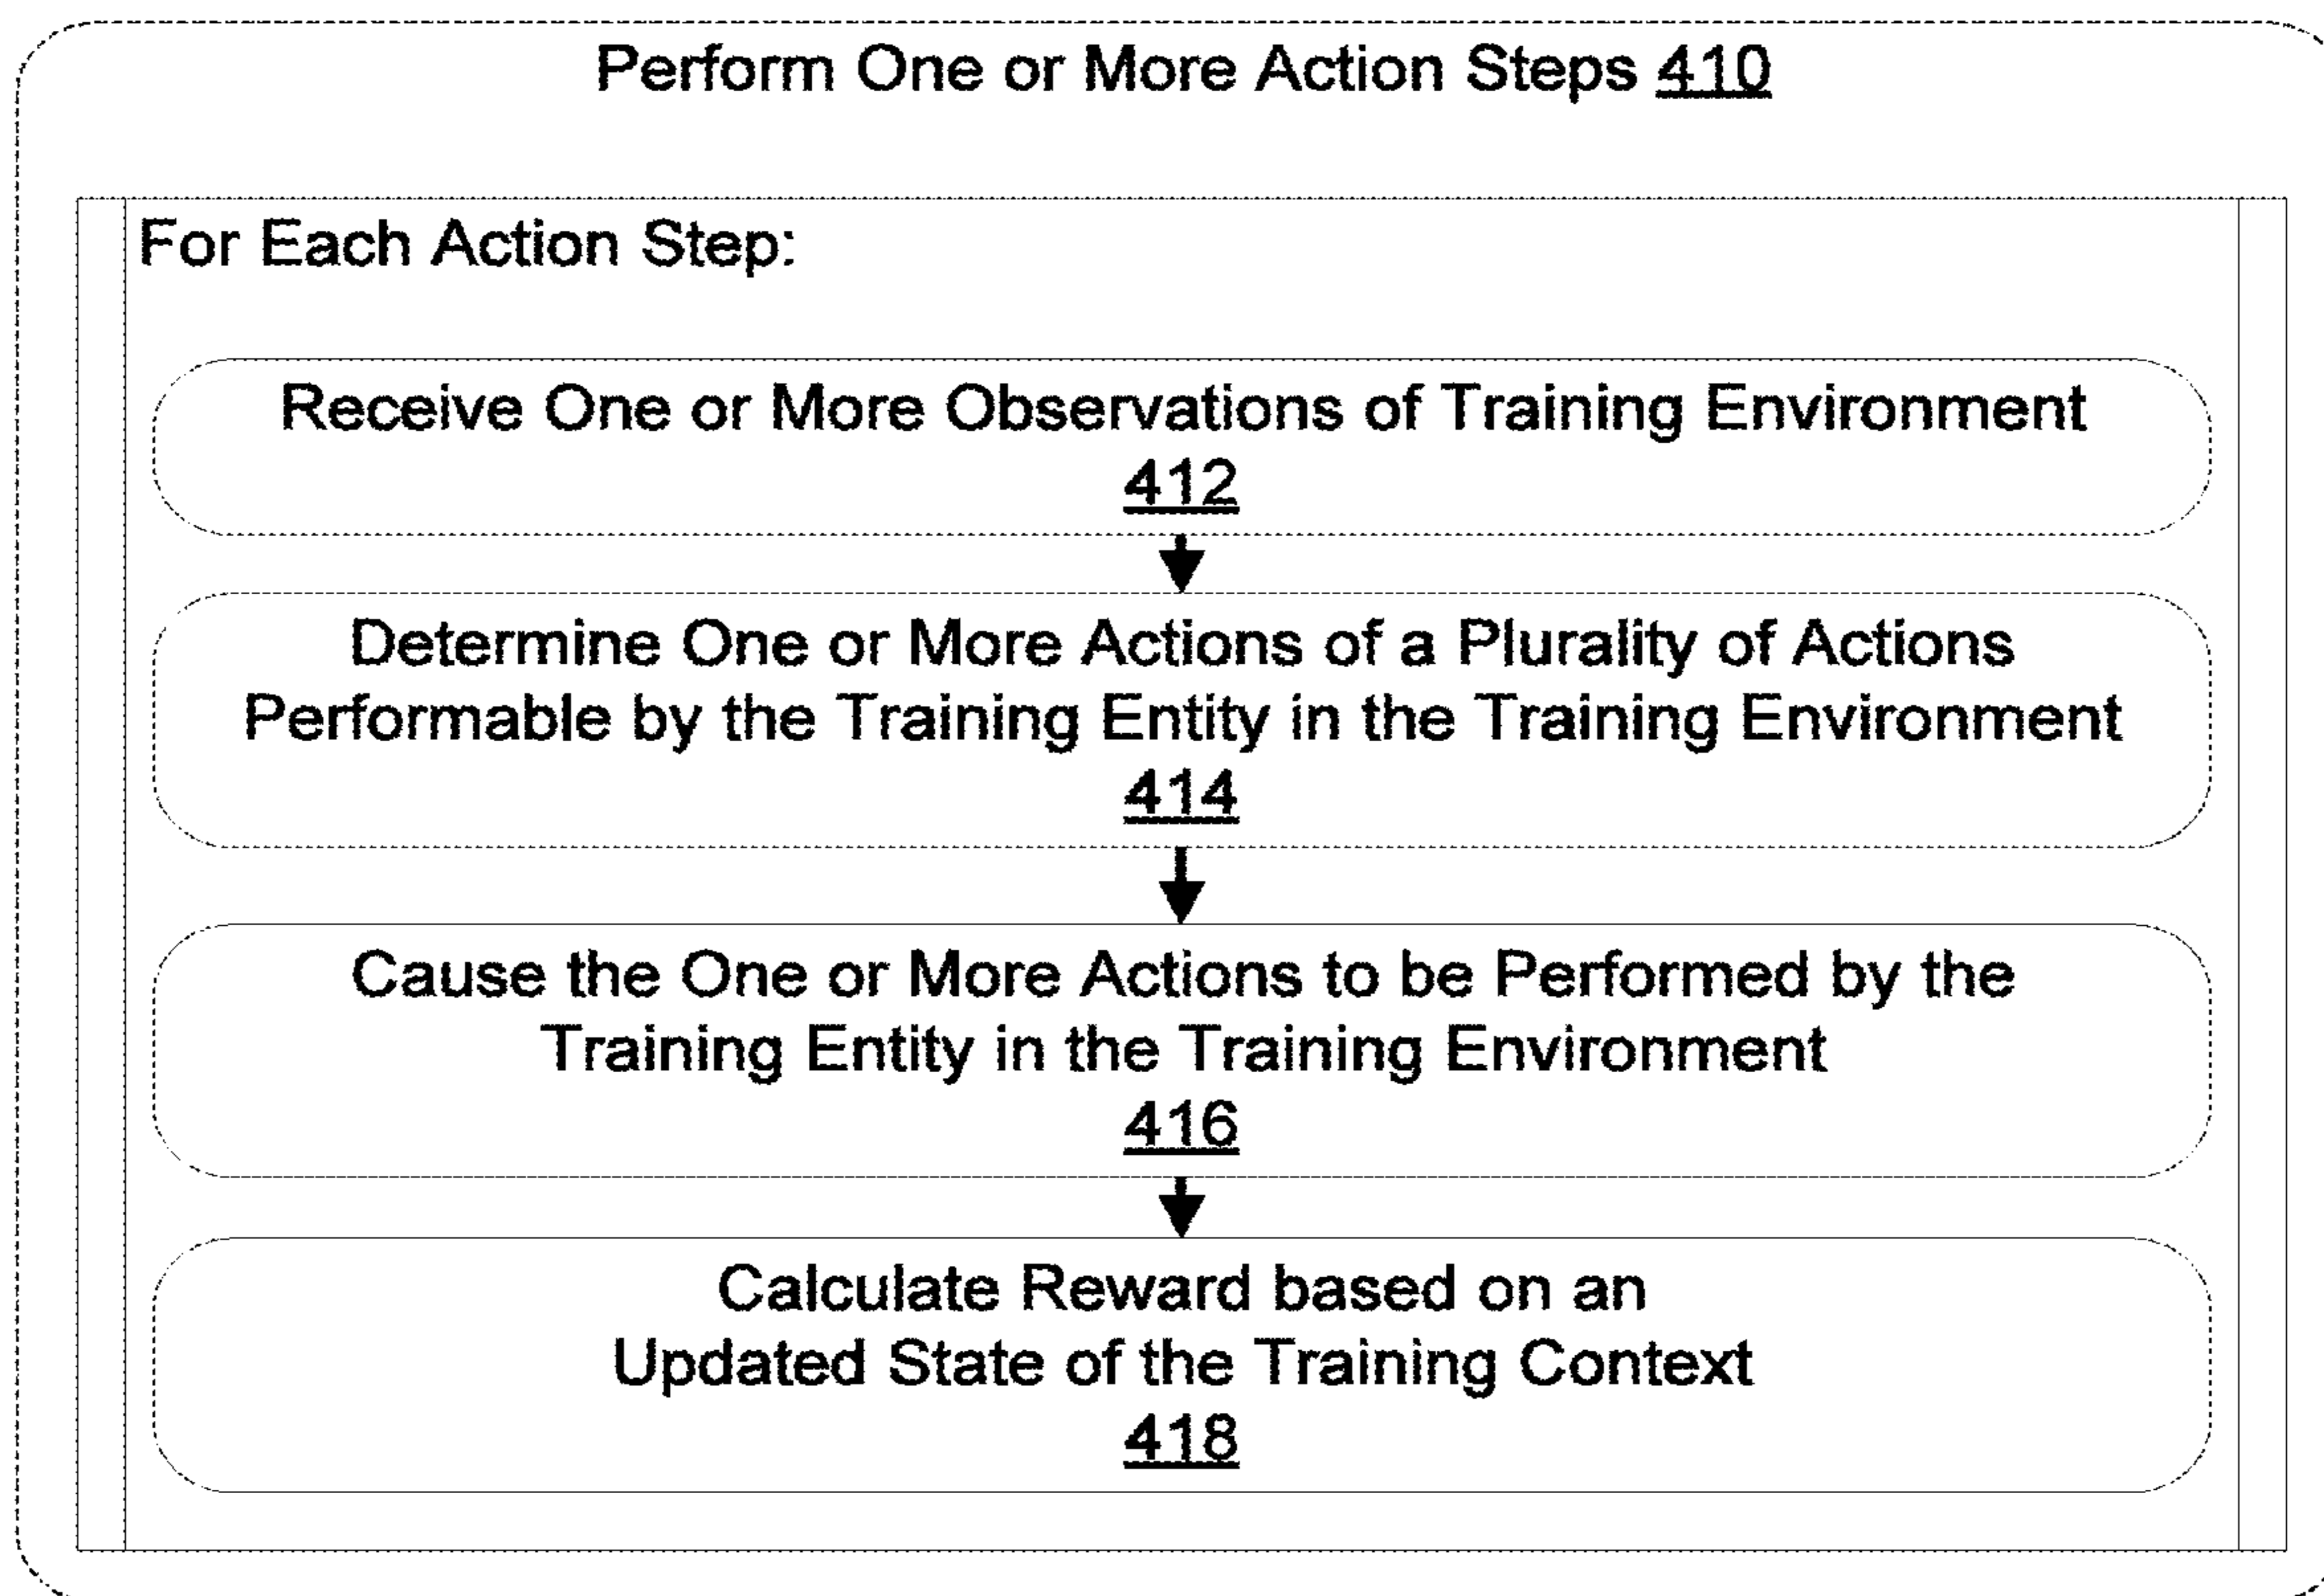 Perform One or More Action Steps 410
For Each Action Step:
Receive One or More Observations of Training Environment
412
Determine One or More Actions of a Plurality of Actions
Performable by the Training Entity in the Training Environment
414
Cause the One or More Actions to be Performed by the
Training Entity in the Training Environment
416
Calculate Reward based on an
Updated State of the Training Context
418